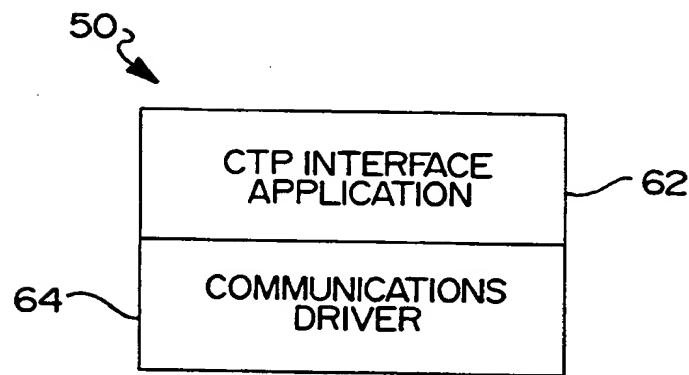 50
CTP INTERFACE
APPLICATION
62
COMMUNICATIONS
DRIVER
64